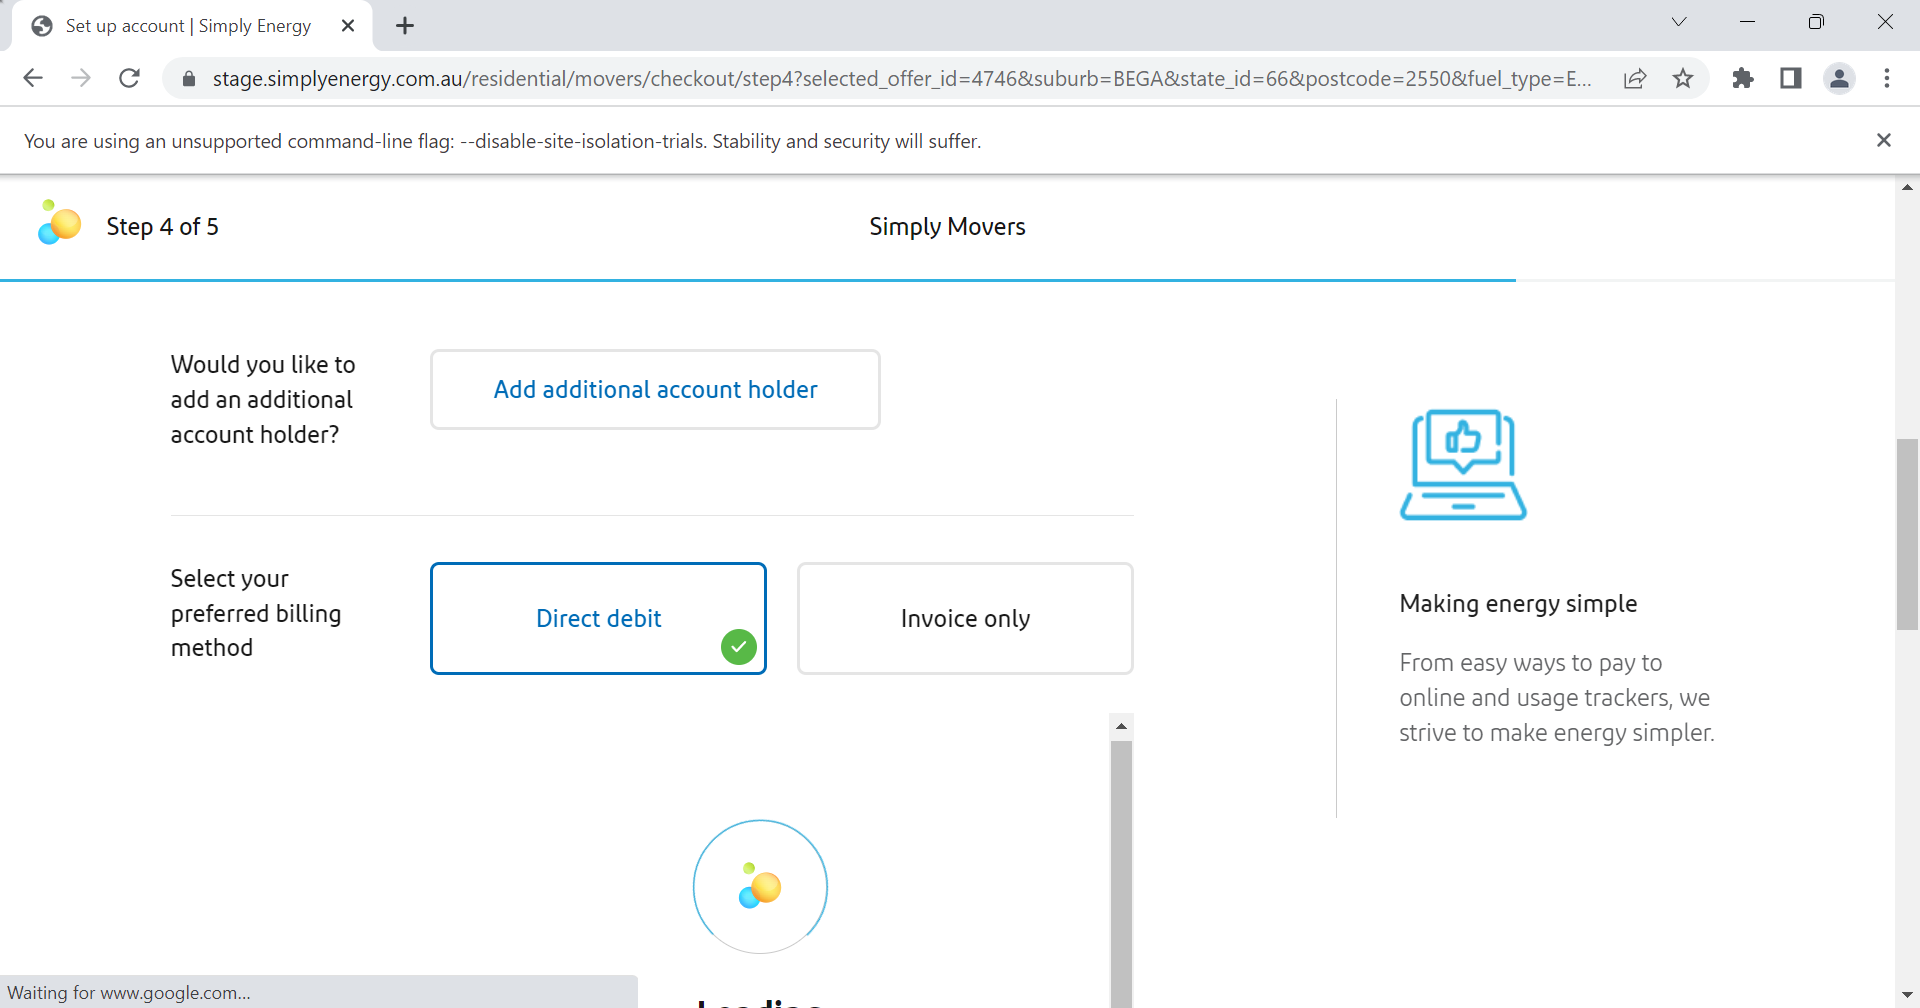 Set up account | Simply Energy
stage.simplyenergy.com.au/residential/movers/checkout/step4?selected_offer_id=4746&suburb=BEGA&state_id=66&postcode=2550&fuel_type=E...
You are using an unsupported command-line flag: --disable-site-isolation-trials. Stability and security will suffer.
Step 4 of 5
Simply Movers
Would you like to
add an additional
account holder?
Add additional account holder
Select your
preferred billing
method
Direct debit
Invoice only
Making energy simple
From easy ways to pay to
online and usage trackers, we
strive to make energy simpler.
Loading
Waiting for www.google.com...